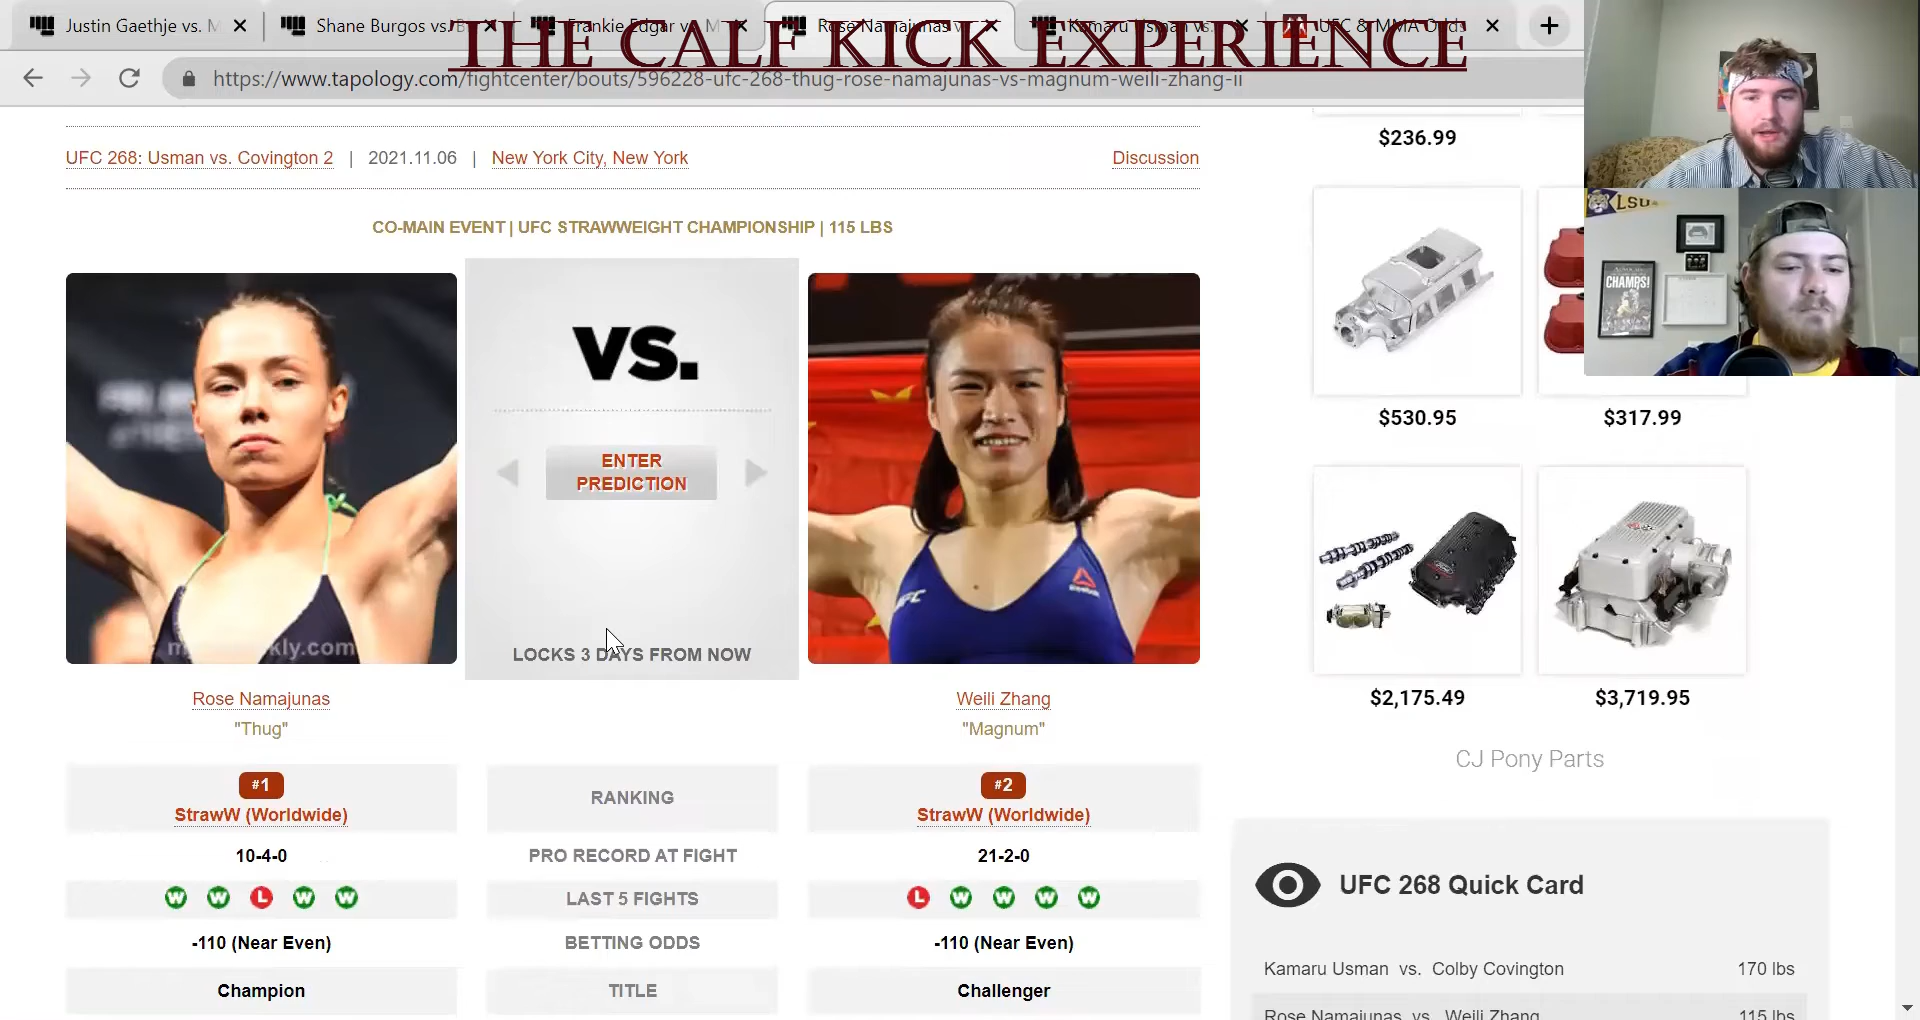 Justin Gaethje vs. M
Shane Burgos vs. B
Frankie Edgar vs. M
Rose Namajunas v
Kamaru Usman vs.
UFC & MMA Odds
THE CALF KICK EXPERIENCE
https://www.tapology.com/fightcenter/bouts/596228-ufc-268-thug-rose-namajunas-vs-magnum-weili-zhang-ii
UFC 268: Usman vs. Covington 2 | 2021.11.06 | New York City, New York
Discussion
CO-MAIN EVENT | UFC STRAWWEIGHT CHAMPIONSHIP | 115 LBS
VS.
ENTER
PREDICTION
LOCKS 3 DAYS FROM NOW
UFC
Reebok
Rose Namajunas
"Thug"
Weili Zhang
"Magnum"
#1
StrawW (Worldwide)
RANKING
#2
StrawW (Worldwide)
10-4-0
PRO RECORD AT FIGHT
21-2-0
W W L W W
LAST 5 FIGHTS
L W W W W
-110 (Near Even)
BETTING ODDS
-110 (Near Even)
Champion
TITLE
Challenger
$236.99
$530.95
$317.99
$2,175.49
$3,719.95
CJ Pony Parts
UFC 268 Quick Card
Kamaru Usman vs. Colby Covington 170 lbs
Rose Namajunas vs. Weili Zhang 115 lbs
LSU
CHAMPS!